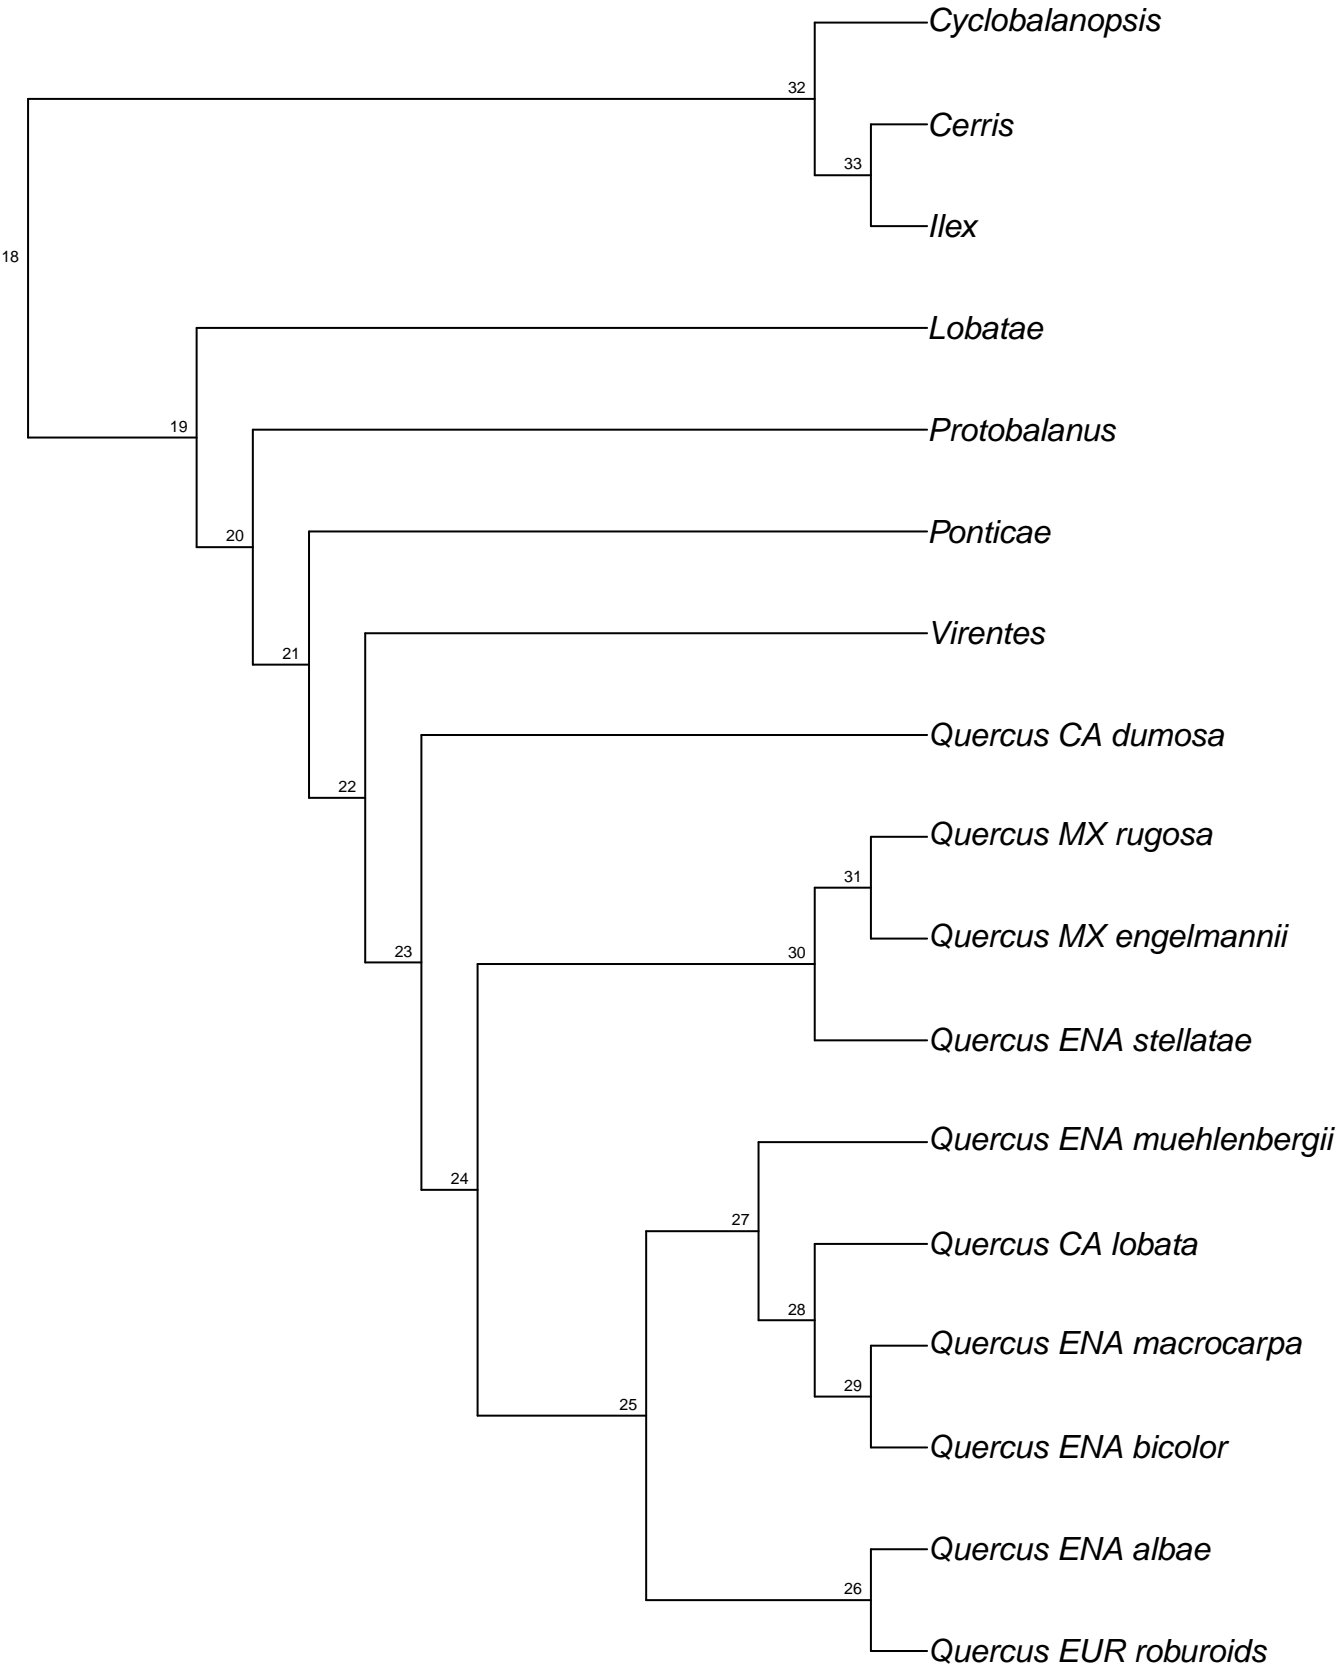 Cyclobalanopsis
32
Cerris
33
Ilex
18
Lobatae
19
Protobalanus
20
Ponticae
21
Virentes
22
Quercus CA dumosa
Quercus MX rugosa
31
Quercus MX engelmannii
23
30
Quercus ENA stellatae
Quercus ENA muehlenbergii
24
27
Quercus CA lobata
28
Quercus ENA macrocarpa
29
25
Quercus ENA bicolor
Quercus ENA albae
26
Quercus EUR roburoids